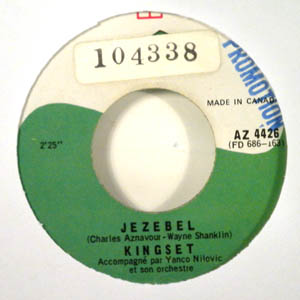 104338
PROMOTION
MADE IN CANADA
AZ 4426
(FD 686-163)
2'25"
JEZEBEL
(Charles Aznavour-Wayne Shanklin)
KINGSET
Accompagné par Yanco Nilovic
et son orchestre